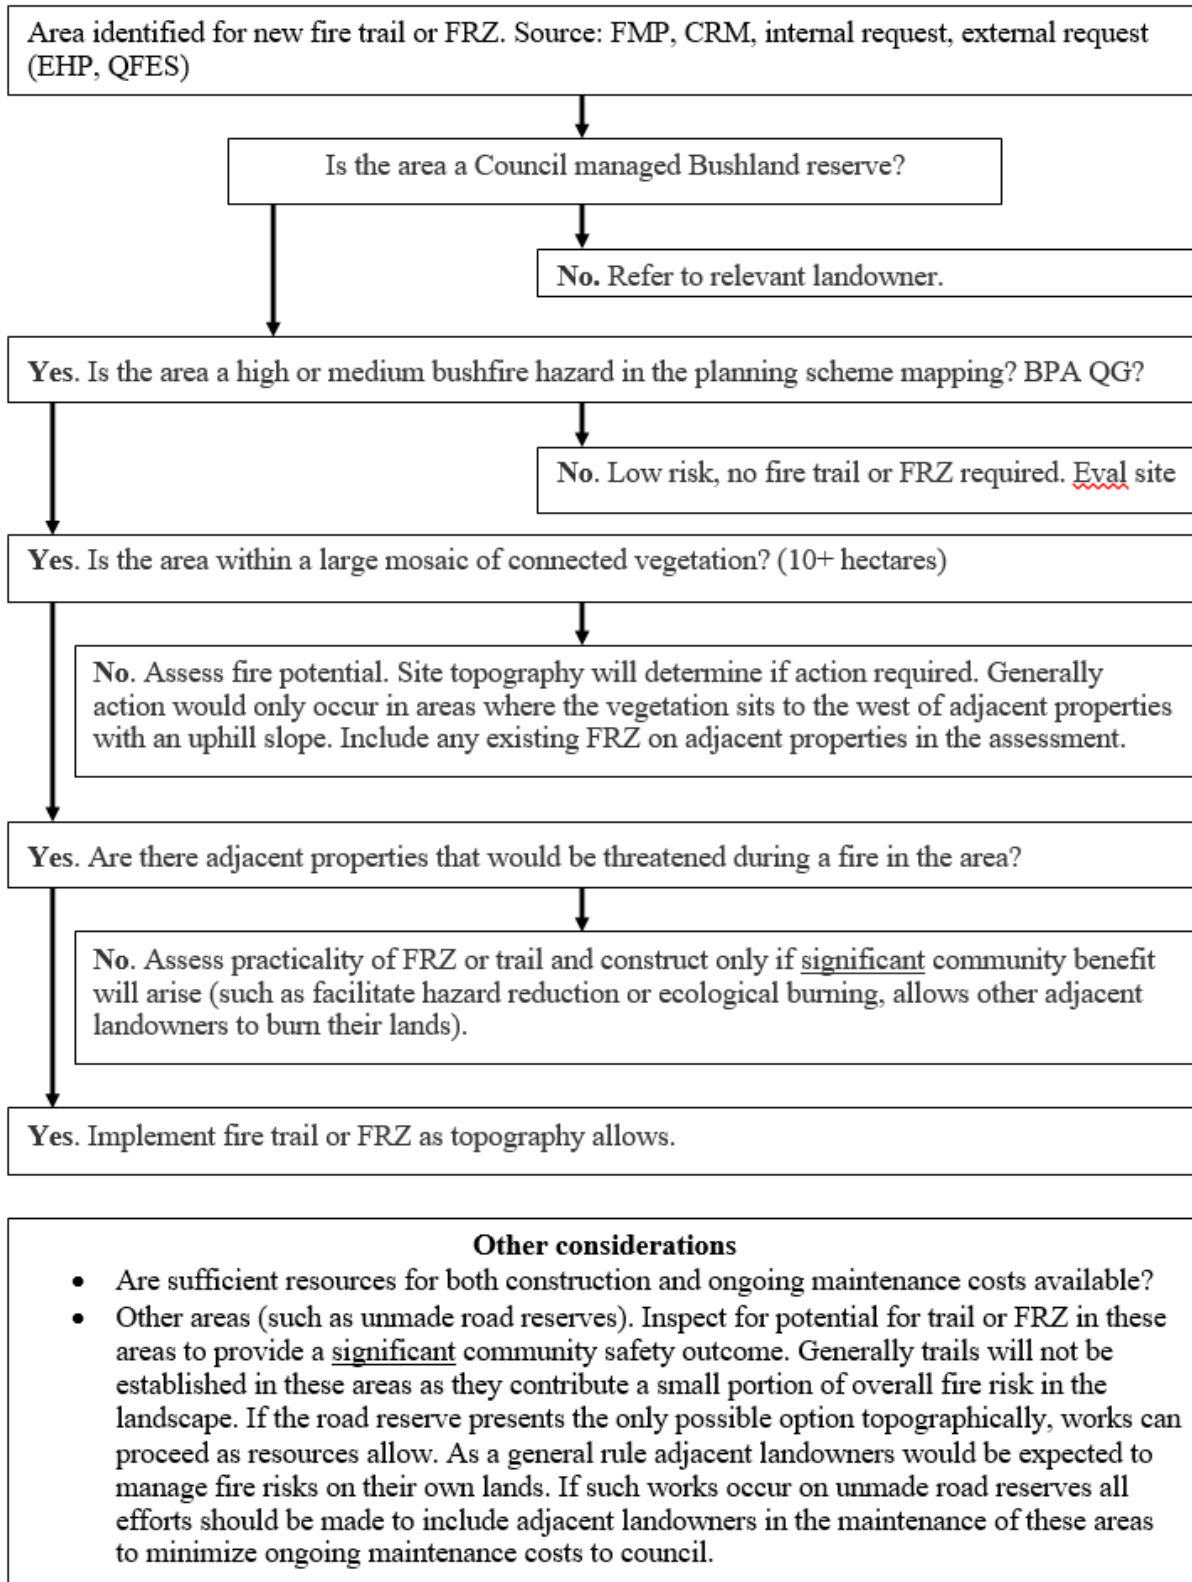 Area identified for new fire trail or FRZ. Source: FMP, CRM, internal request, external request
(EHP, QFES)
Is the area a Council managed Bushland reserve?
No. Refer to relevant landowner.
Yes. Is the area a high or medium bushfire hazard in the planning scheme mapping? BPA QG?
No. Low risk, no fire trail or FRZ required. Eval site
Yes. Is the area within a large mosaic of connected vegetation? (10+ hectares)
No. Assess fire potential. Site topography will determine if action required. Generally
action would only occur in areas where the vegetation sits to the west of adjacent properties
with an uphill slope. Include any existing FRZ on adjacent properties in the assessment.
Yes. Are there adjacent properties that would be threatened during a fire in the area?
No. Assess practicality of FRZ or trail and construct only if significant community benefit
will arise (such as facilitate hazard reduction or ecological burning, allows other adjacent
landowners to burn their lands).
Yes. Implement fire trail or FRZ as topography allows.
Other considerations
• Are sufficient resources for both construction and ongoing maintenance costs available?
• Other areas (such as unmade road reserves). Inspect for potential for trail or FRZ in these
areas to provide a significant community safety outcome. Generally trails will not be
established in these areas as they contribute a small portion of overall fire risk in the
landscape. If the road reserve presents the only possible option topographically, works can
proceed as resources allow. As a general rule adjacent landowners would be expected to
manage fire risks on their own lands. If such works occur on unmade road reserves all
efforts should be made to include adjacent landowners in the maintenance of these areas
to minimize ongoing maintenance costs to council.